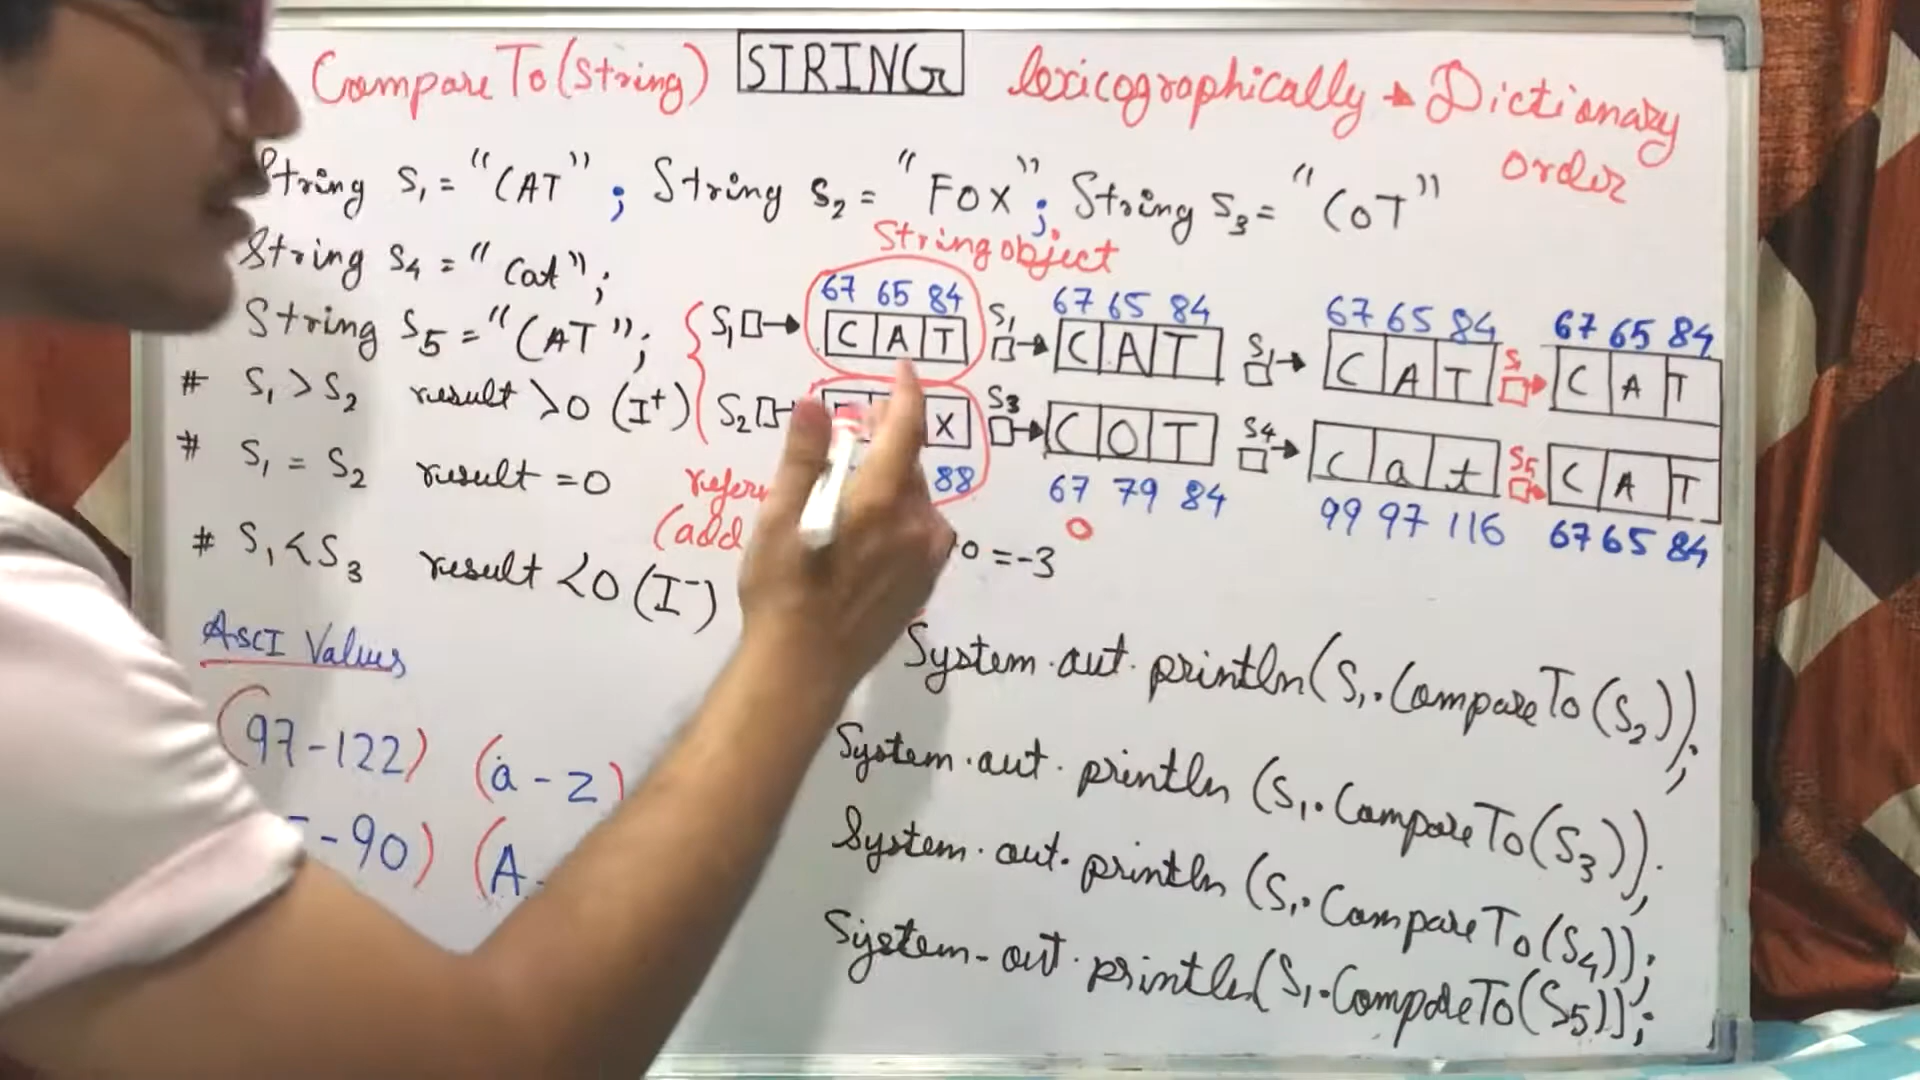 CompareTo(String) STRING lexicographically → Dictionary order
String S1 = "CAT" ; String S2 = "FOX" ; String S3 = "COT"
String S4 = "Cat" ;
String S5 = "CAT" ;
# S1 > S2 result >0 (I+)
# S1 = S2 result =0
# S1 < S3 result <0 (I-)
String object
67 65 84
S1 → C A T
S2 X
88
67 65 84
S1 → C A T
S3 → C O T
67 79 84
0
67 65 84
S1 → C A T
S4 → C a t
99 97 116
67 65 84
S1 → C A T
S5 → C A T
67 65 84
= -3
AscI Values
(97-122) (a-z)
-90) (A-
System.out.println(S1.CompareTo(S2));
System.out.println(S1.CompareTo(S3));
System.out.println(S1.CompareTo(S4));
System.out.println(S1.CompareTo(S5));